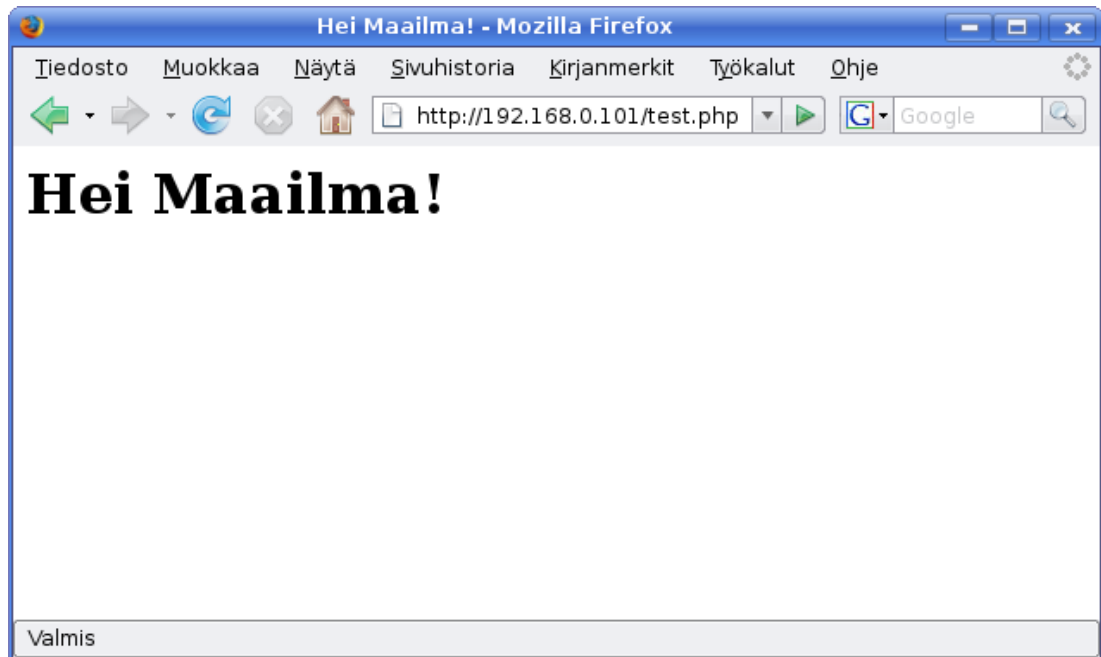 Hei Maailma! - Mozilla Firefox
Tiedosto Muokkaa Näytä Sivuhistoria Kirjanmerkit Työkalut Ohje
http://192.168.0.101/test.php G Google
Hei Maailma!
Valmis